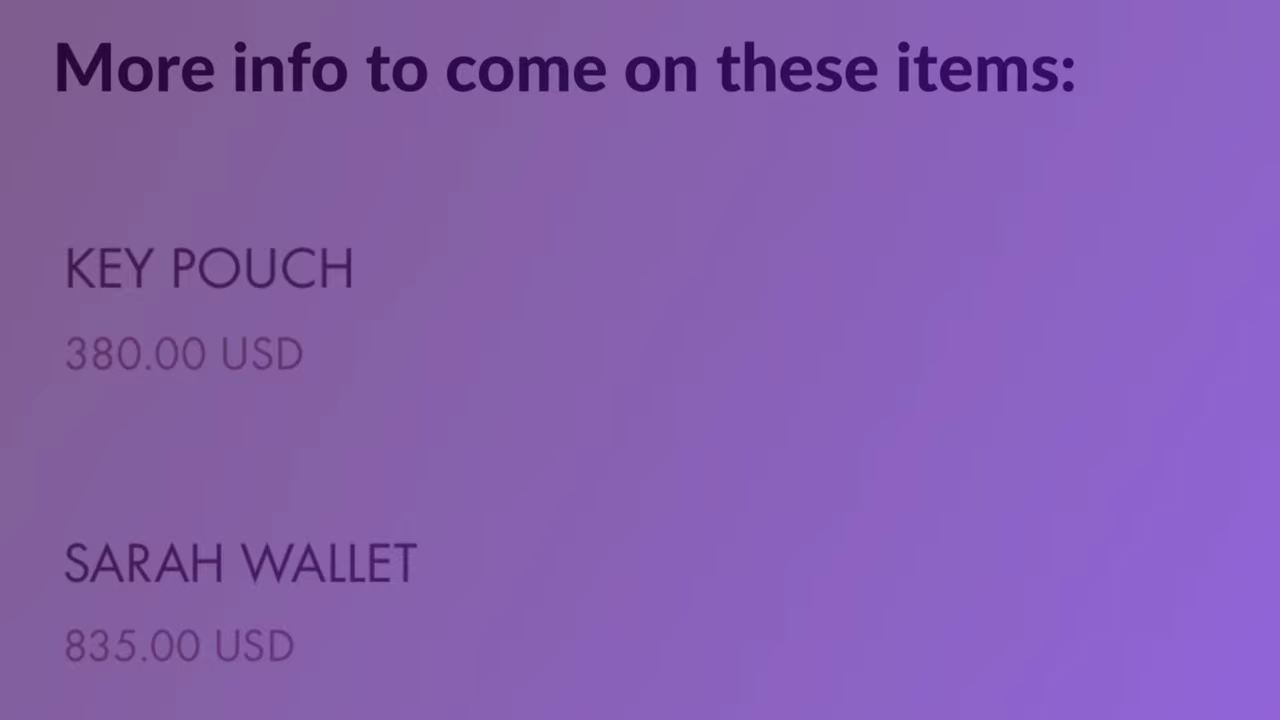 More info to come on these items:
KEY POUCH
380.00 USD
SARAH WALLET
835.00 USD